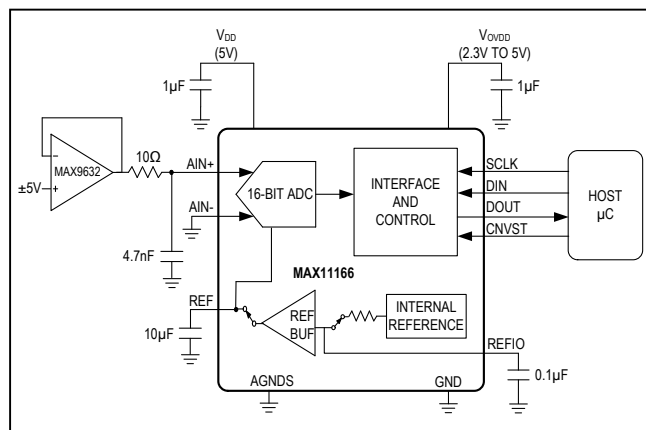 VDD
(5V)
VOVDD
(2.3V TO 5V)
1µF
1µF
MAX9632
10Ω
±5V
-
+
4.7nF
AIN+
AIN-
16-BIT ADC
INTERFACE
AND
CONTROL
SCLK
DIN
DOUT
CNVST
HOST
µC
MAX11166
REF
10µF
REF
BUF
INTERNAL
REFERENCE
REFIO
0.1µF
AGNDS
GND